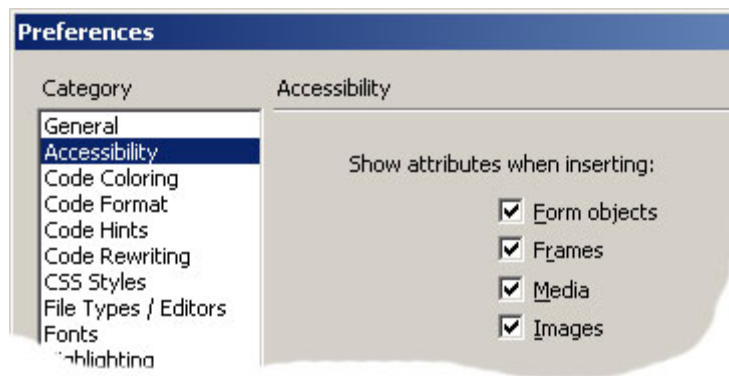 Preferences
Category
General
Accessibility
Code Coloring
Code Format
Code Hints
Code Rewriting
CSS Styles
File Types / Editors
Fonts
Highlighting
Accessibility
Show attributes when inserting:
Form objects
Frames
Media
Images